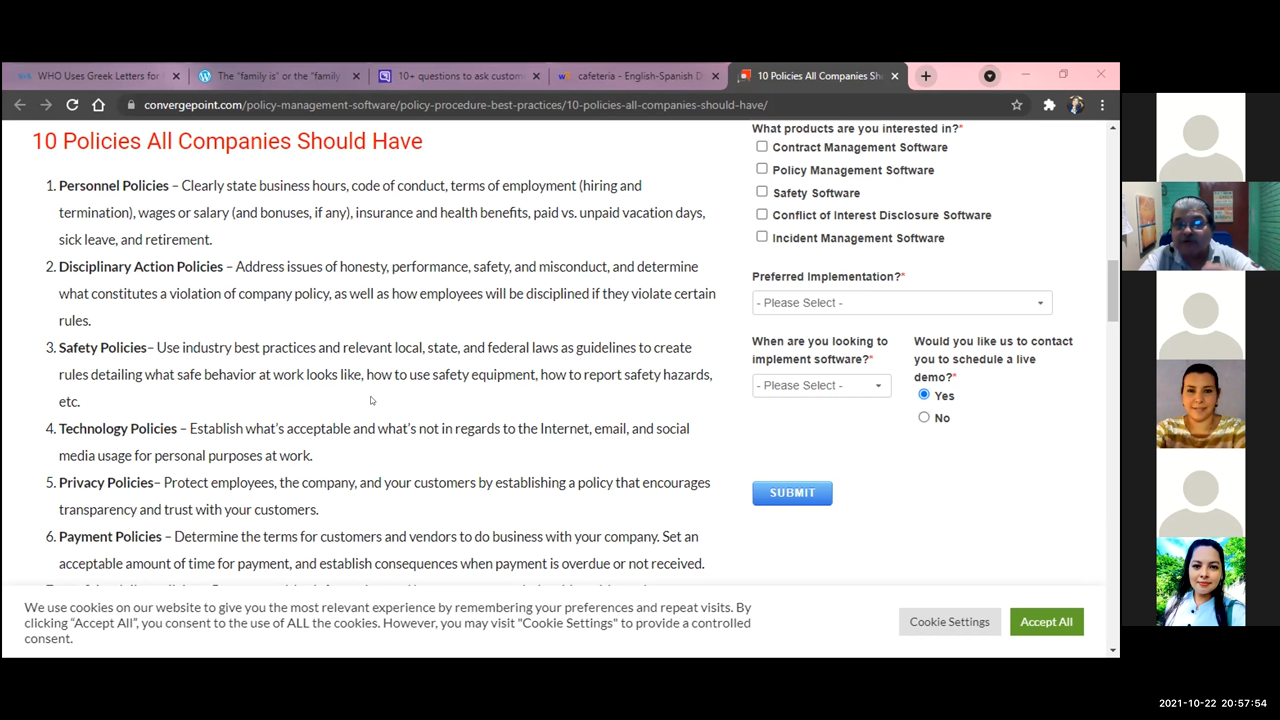 WHO Uses Greek Letters for
The "family is" or the "family
10+ questions to ask custom
cafeteria - English-Spanish D
10 Policies All Companies Sh
convergepoint.com/policy-management-software/policy-procedure-best-practices/10-policies-all-companies-should-have/
10 Policies All Companies Should Have
1. Personnel Policies – Clearly state business hours, code of conduct, terms of employment (hiring and
termination), wages or salary (and bonuses, if any), insurance and health benefits, paid vs. unpaid vacation days,
sick leave, and retirement.
2. Disciplinary Action Policies – Address issues of honesty, performance, safety, and misconduct, and determine
what constitutes a violation of company policy, as well as how employees will be disciplined if they violate certain
rules.
3. Safety Policies– Use industry best practices and relevant local, state, and federal laws as guidelines to create
rules detailing what safe behavior at work looks like, how to use safety equipment, how to report safety hazards,
etc.
4. Technology Policies – Establish what's acceptable and what's not in regards to the Internet, email, and social
media usage for personal purposes at work.
5. Privacy Policies– Protect employees, the company, and your customers by establishing a policy that encourages
transparency and trust with your customers.
6. Payment Policies – Determine the terms for customers and vendors to do business with your company. Set an
acceptable amount of time for payment, and establish consequences when payment is overdue or not received.
What products are you interested in?*
Contract Management Software
Policy Management Software
Safety Software
Conflict of Interest Disclosure Software
Incident Management Software
Preferred Implementation?*
- Please Select -
When are you looking to
implement software?*
- Please Select -
Would you like us to contact
you to schedule a live
demo?*
Yes
No
SUBMIT
We use cookies on our website to give you the most relevant experience by remembering your preferences and repeat visits. By
clicking "Accept All", you consent to the use of ALL the cookies. However, you may visit "Cookie Settings" to provide a controlled
consent.
Cookie Settings
Accept All
2021-10-22 20:57:54